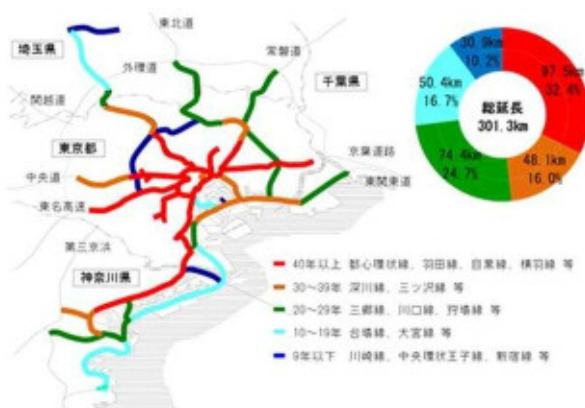 東北道
埼玉県
常磐道
外環道
千葉県
関越道
東京都
京葉道路
中央道
東関東道
東名高速
第三京浜
神奈川県
30.9km
10.2%
97.5km
32.4%
50.4km
16.7%
総延長
301.3km
74.4km
24.7%
48.1km
16.0%
40年以上 都心環状線、羽田線、目黒線、横羽線 等
30～39年 深川線、三ツ沢線 等
20～29年 三郷線、川口線、狩場線 等
10～19年 台場線、大宮線 等
9年以下 川崎線、中央環状王子線、新宿線 等